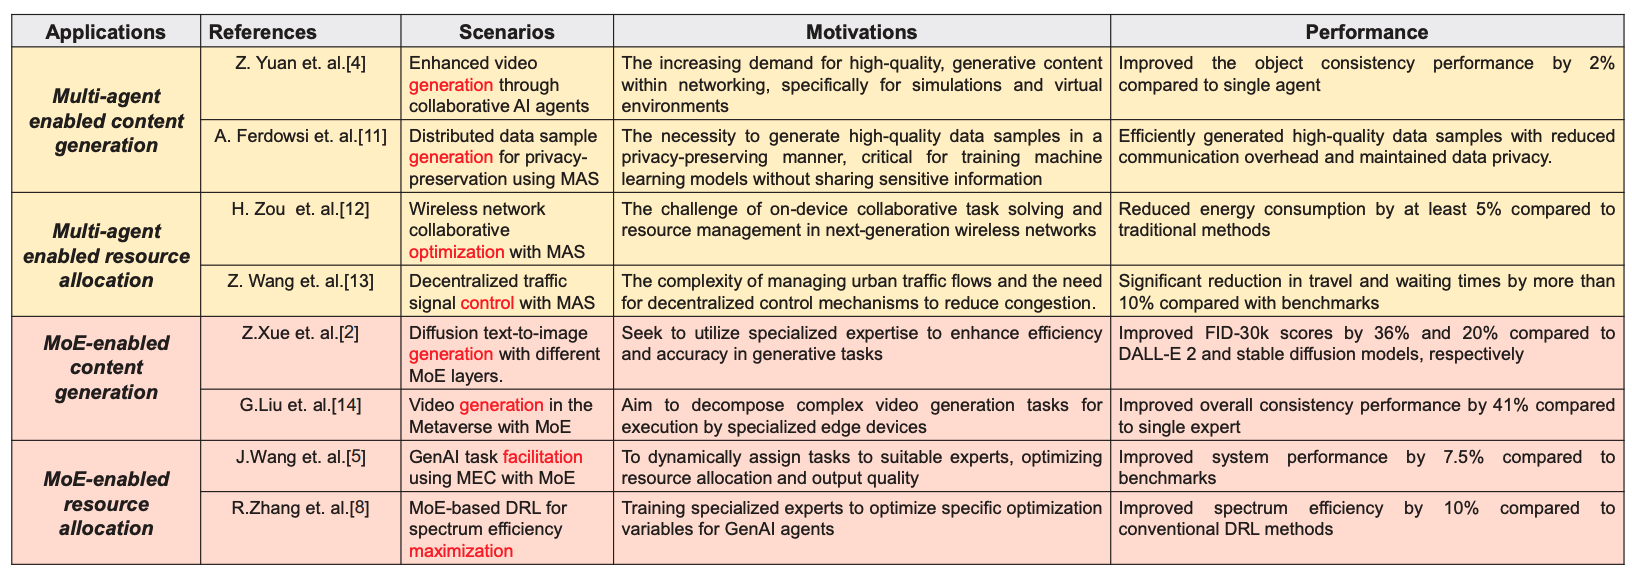 Applications
References
Scenarios
Motivations
Performance
Multi-agent
enabled content
generation
Z. Yuan et. al.[4]
Enhanced video
generation through
collaborative AI agents
The increasing demand for high-quality, generative content
within networking, specifically for simulations and virtual
environments
Improved the object consistency performance by 2%
compared to single agent
A. Ferdowsi et. al.[11]
Distributed data sample
generation for privacy-
preservation using MAS
The necessity to generate high-quality data samples in a
privacy-preserving manner, critical for training machine
learning models without sharing sensitive information
Efficiently generated high-quality data samples with reduced
communication overhead and maintained data privacy.
Multi-agent
enabled resource
allocation
H. Zou et. al.[12]
Wireless network
collaborative
optimization with MAS
The challenge of on-device collaborative task solving and
resource management in next-generation wireless networks
Reduced energy consumption by at least 5% compared to
traditional methods
Z. Wang et. al.[13]
Decentralized traffic
signal control with MAS
The complexity of managing urban traffic flows and the need
for decentralized control mechanisms to reduce congestion.
Significant reduction in travel and waiting times by more than
10% compared with benchmarks
MoE-enabled
content
generation
Z.Xue et. al.[2]
Diffusion text-to-image
generation with different
MoE layers.
Seek to utilize specialized expertise to enhance efficiency
and accuracy in generative tasks
Improved FID-30k scores by 36% and 20% compared to
DALL-E 2 and stable diffusion models, respectively
G.Liu et. al.[14]
Video generation in the
Metaverse with MoE
Aim to decompose complex video generation tasks for
execution by specialized edge devices
Improved overall consistency performance by 41% compared
to single expert
MoE-enabled
resource
allocation
J.Wang et. al.[5]
GenAI task facilitation
using MEC with MoE
To dynamically assign tasks to suitable experts, optimizing
resource allocation and output quality
Improved system performance by 7.5% compared to
benchmarks
R.Zhang et. al.[8]
MoE-based DRL for
spectrum efficiency
maximization
Training specialized experts to optimize specific optimization
variables for GenAI agents
Improved spectrum efficiency by 10% compared to
conventional DRL methods